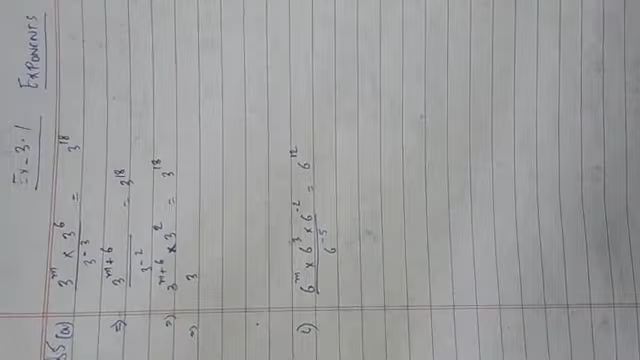 Ex-3.1 EXPONENTS
Q5 (a) 3^m × 3^6 / 3^-3 = 3^18
⇒ 3^m+6 / 3^-2 = 3^18
⇒ 3^m+6 × 3^2 = 3^18
⇒ 3
c) 6^m × 6^3 × 6^-2 / 6^-5 = 6^12